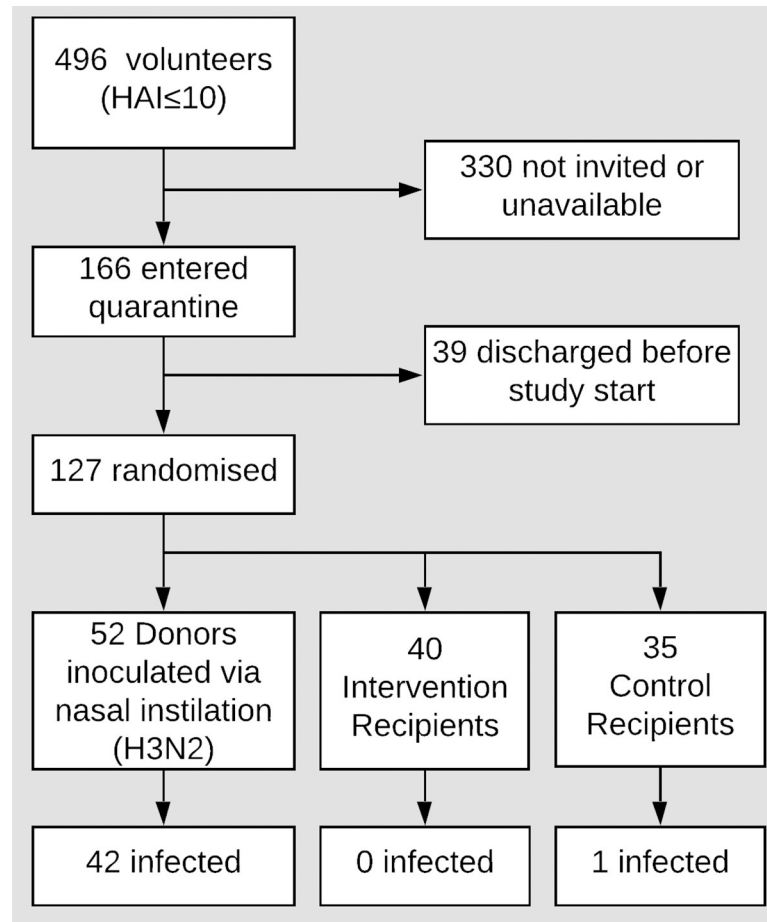 496 volunteers
(HAI≤10)
330 not invited or
unavailable
166 entered
quarantine
39 discharged before
study start
127 randomised
52 Donors
inoculated via
nasal instilation
(H3N2)
40
Intervention
Recipients
35
Control
Recipients
42 infected
0 infected
1 infected